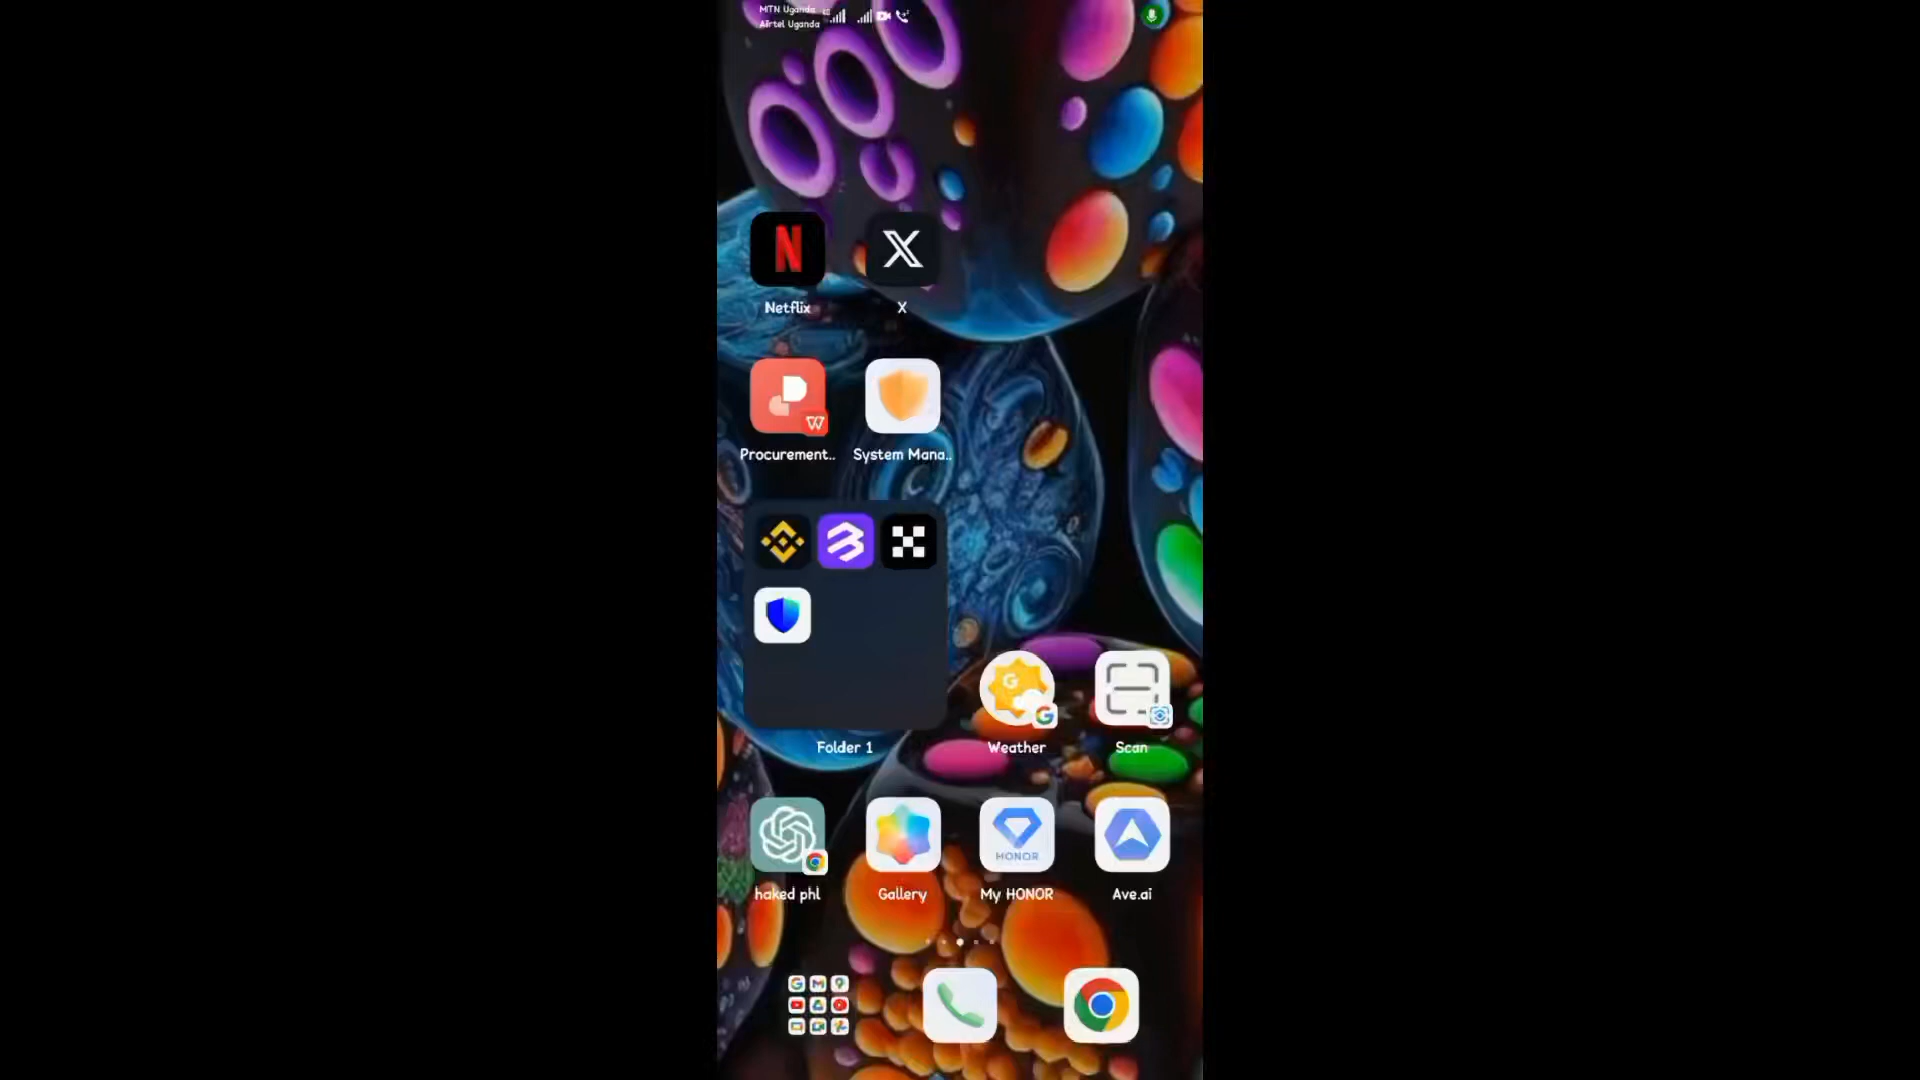 MTN Uganda
Airtel Uganda
Netflix
X
Procurement..
System Mana..
Folder 1
Weather
Scan
haked phl
Gallery
HONOR
My HONOR
Ave.ai